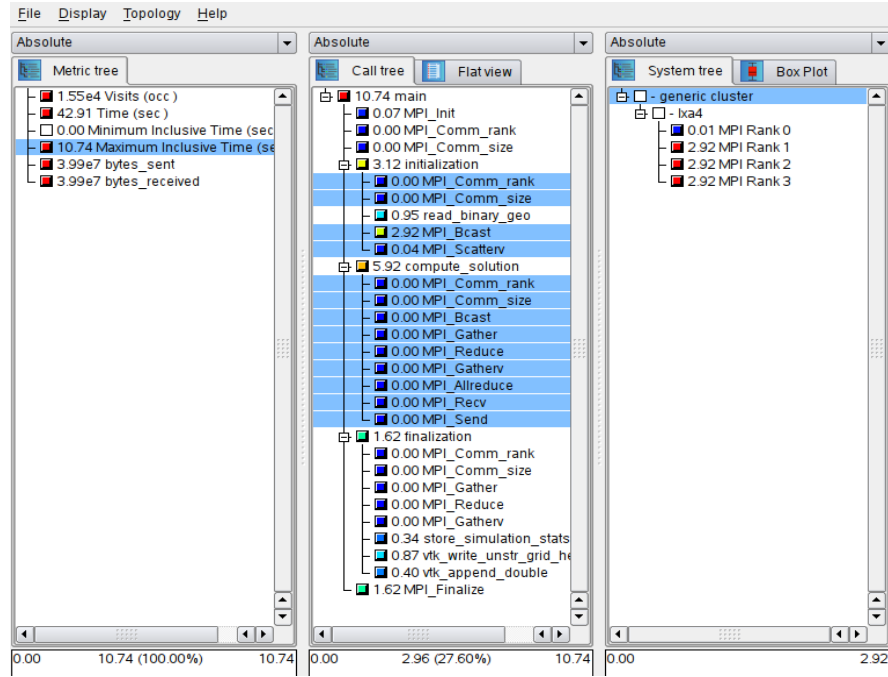 File Display Topology Help
Absolute
Metric tree
1.55e4 Visits (occ )
42.91 Time (sec )
0.00 Minimum Inclusive Time (sec
10.74 Maximum Inclusive Time (se
3.99e7 bytes_sent
3.99e7 bytes_received
0.00 10.74 (100.00%) 10.74
Absolute
Call tree Flat view
10.74 main
0.07 MPI_Init
0.00 MPI_Comm_rank
0.00 MPI_Comm_size
3.12 initialization
0.00 MPI_Comm_rank
0.00 MPI_Comm_size
0.95 read_binary_geo
2.92 MPI_Bcast
0.04 MPI_Scatterv
5.92 compute_solution
0.00 MPI_Comm_rank
0.00 MPI_Comm_size
0.00 MPI_Bcast
0.00 MPI_Gather
0.00 MPI_Reduce
0.00 MPI_Gatherv
0.00 MPI_Allreduce
0.00 MPI_Recv
0.00 MPI_Send
1.62 finalization
0.00 MPI_Comm_rank
0.00 MPI_Comm_size
0.00 MPI_Gather
0.00 MPI_Reduce
0.00 MPI_Gatherv
0.34 store_simulation_stats
0.87 vtk_write_unstr_grid_he
0.40 vtk_append_double
1.62 MPI_Finalize
0.00 2.96 (27.60%) 10.74
Absolute
System tree Box Plot
- generic cluster
- lxa4
0.01 MPI Rank 0
2.92 MPI Rank 1
2.92 MPI Rank 2
2.92 MPI Rank 3
0.00 2.92